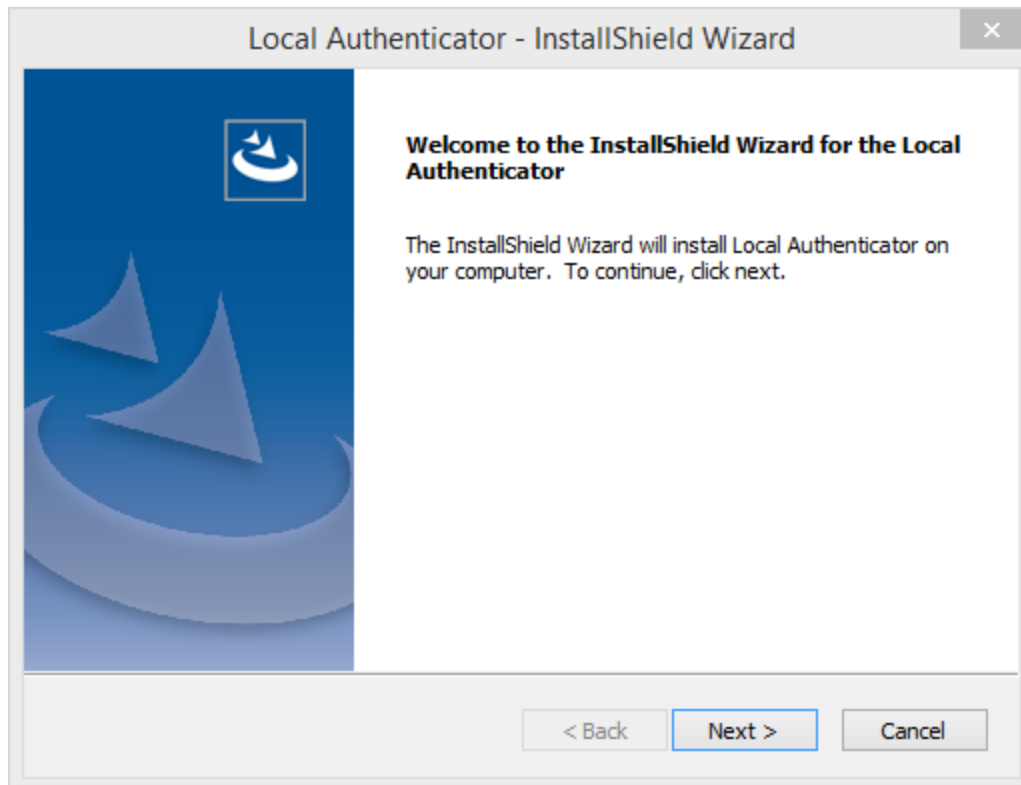 Local Authenticator - InstallShield Wizard
Welcome to the InstallShield Wizard for the Local
Authenticator
The InstallShield Wizard will install Local Authenticator on
your computer.  To continue, click next.
< Back
Next >
Cancel